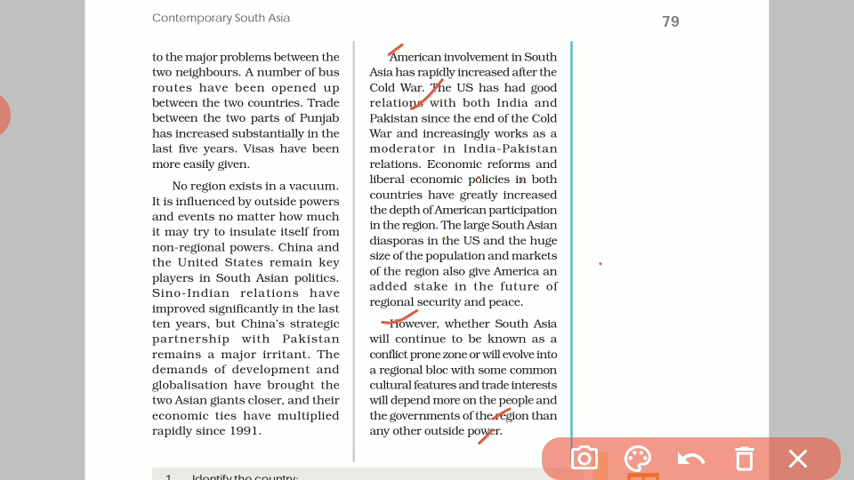 Contemporary South Asia
79
to the major problems between the
two neighbours. A number of bus
routes have been opened up
between the two countries. Trade
between the two parts of Punjab
has increased substantially in the
last five years. Visas have been
more easily given.
No region exists in a vacuum.
It is influenced by outside powers
and events no matter how much
it may try to insulate itself from
non-regional powers. China and
the United States remain key
players in South Asian politics.
Sino-Indian relations have
improved significantly in the last
ten years, but China's strategic
partnership with Pakistan
remains a major irritant. The
demands of development and
globalisation have brought the
two Asian giants closer, and their
economic ties have multiplied
rapidly since 1991.
American involvement in South
Asia has rapidly increased after the
Cold War. The US has had good
relations with both India and
Pakistan since the end of the Cold
War and increasingly works as a
moderator in India-Pakistan
relations. Economic reforms and
liberal economic policies in both
countries have greatly increased
the depth of American participation
in the region. The large South Asian
diasporas in the US and the huge
size of the population and markets
of the region also give America an
added stake in the future of
regional security and peace.
However, whether South Asia
will continue to be known as a
conflict prone zone or will evolve into
a regional bloc with some common
cultural features and trade interests
will depend more on the people and
the governments of the region than
any other outside power.
1. Identify the country: